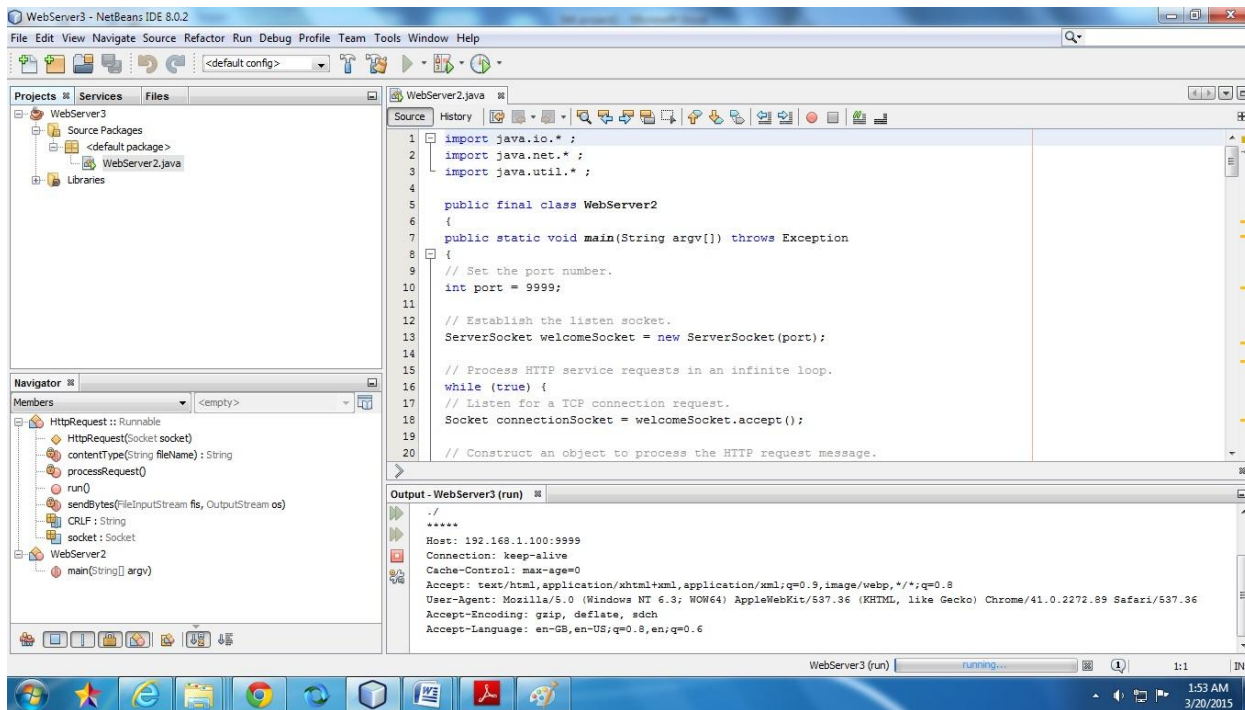 WebServer3 - NetBeans IDE 8.0.2
File Edit View Navigate Source Refactor Run Debug Profile Team Tools Window Help
<default config>
Projects Services Files
WebServer3
Source Packages
<default package>
WebServer2.java
Libraries
WebServer2.java
Source History
1 import java.io.* ;
2 import java.net.* ;
3 import java.util.* ;
4
5 public final class WebServer2
6 {
7 public static void main(String argv[]) throws Exception
8 {
9 // Set the port number.
10 int port = 9999;
11
12 // Establish the listen socket.
13 ServerSocket welcomeSocket = new ServerSocket(port);
14
15 // Process HTTP service requests in an infinite loop.
16 while (true) {
17 // Listen for a TCP connection request.
18 Socket connectionSocket = welcomeSocket.accept();
19
20 // Construct an object to process the HTTP request message.
Navigator
Members <empty>
HttpRequest :: Runnable
HttpRequest(Socket socket)
contentType(String fileName) : String
processRequest()
run()
sendBytes(FileInputStream fis, OutputStream os)
CRLF : String
socket : Socket
WebServer2
main(String[] argv)
Output - WebServer3 (run)
./
*****
Host: 192.168.1.100:9999
Connection: keep-alive
Cache-Control: max-age=0
Accept: text/html,application/xhtml+xml,application/xml;q=0.9,image/webp,*/*;q=0.8
User-Agent: Mozilla/5.0 (Windows NT 6.3; WOW64) AppleWebKit/537.36 (KHTML, like Gecko) Chrome/41.0.2272.89 Safari/537.36
Accept-Encoding: gzip, deflate, sdch
Accept-Language: en-GB,en-US;q=0.8,en;q=0.6
WebServer3 (run) running... 1 1:1 IN
1:53 AM
3/20/2015